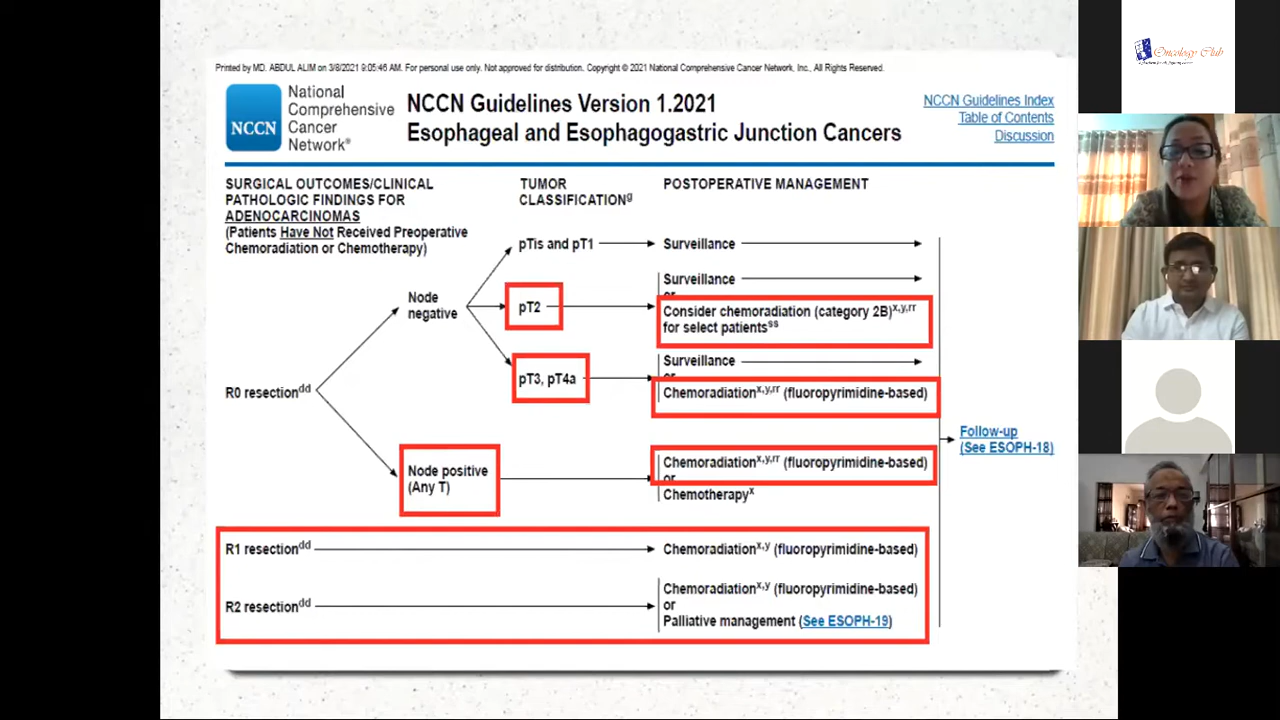 Printed by MD. ABDUL ALIM on 3/8/2021 9:05:46 AM. For personal use only. Not approved for distribution. Copyright © 2021 National Comprehensive Cancer Network, Inc., All Rights Reserved.
NCCN
National
Comprehensive
Cancer
Network®
NCCN Guidelines Version 1.2021
Esophageal and Esophagogastric Junction Cancers
NCCN Guidelines Index
Table of Contents
Discussion
SURGICAL OUTCOMES/CLINICAL
PATHOLOGIC FINDINGS FOR
ADENOCARCINOMAS
(Patients Have Not Received Preoperative
Chemoradiation or Chemotherapy)
TUMOR
CLASSIFICATIONg
POSTOPERATIVE MANAGEMENT
R0 resectiondd
Node
negative
pTis and pT1
Surveillance
pT2
Surveillance
or
Consider chemoradiation (category 2B)x,y,rr
for select patientsss
pT3, pT4a
Surveillance
or
Chemoradiationx,y,rr (fluoropyrimidine-based)
Node positive
(Any T)
Chemoradiationx,y,rr (fluoropyrimidine-based)
or
Chemotherapyx
R1 resectiondd
Chemoradiationx,y (fluoropyrimidine-based)
R2 resectiondd
Chemoradiationx,y (fluoropyrimidine-based)
or
Palliative management (See ESOPH-19)
Follow-up
(See ESOPH-18)
Oncology Club